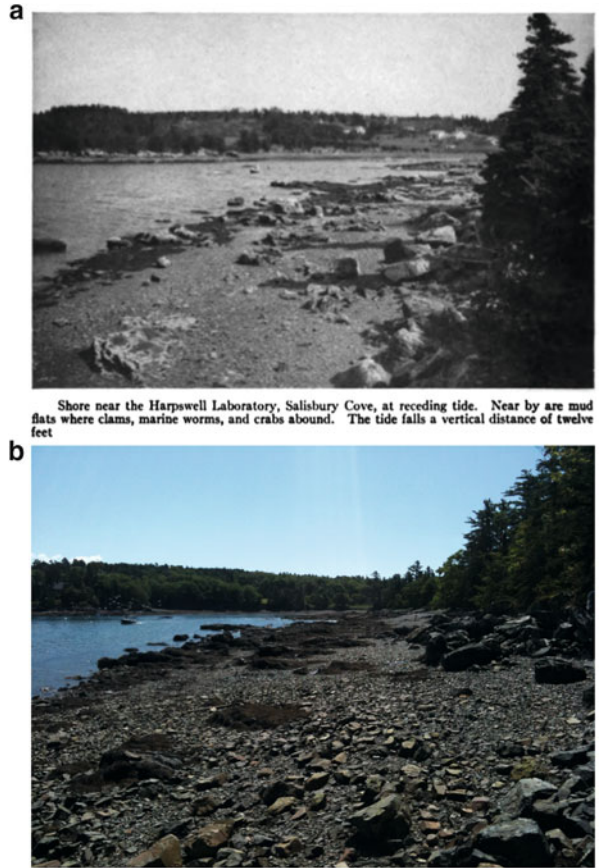 a
Shore near the Harpswell Laboratory, Salisbury Cove, at receding tide. Near by are mud
flats where clams, marine worms, and crabs abound. The tide falls a vertical distance of twelve
feet
b